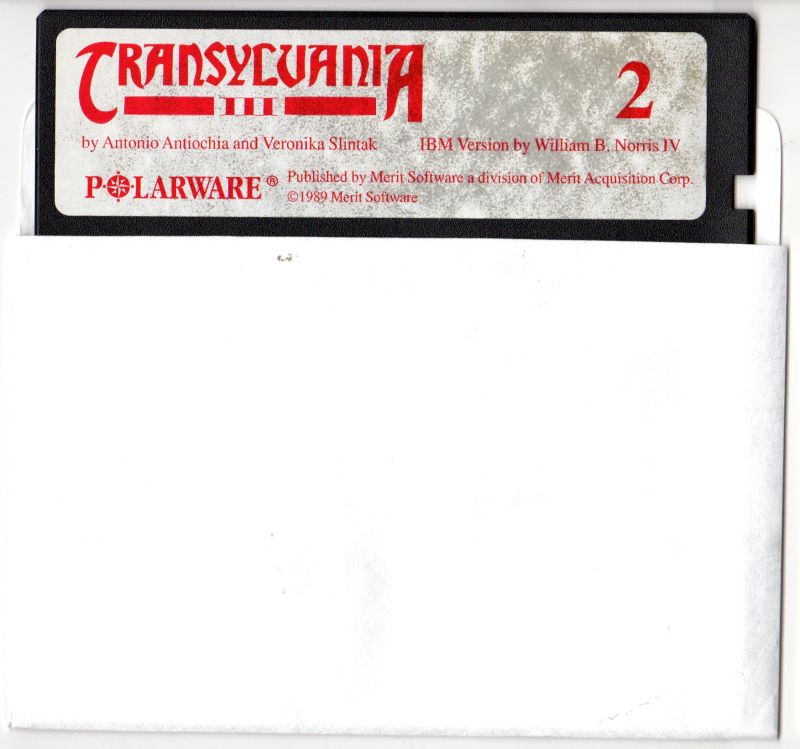 TRANSYLVANIA
III
2
by Antonio Antiochia and Veronika Slintak
IBM Version by William B. Norris IV
POLARWARE®
Published by Merit Software a division of Merit Acquisition Corp.
©1989 Merit Software